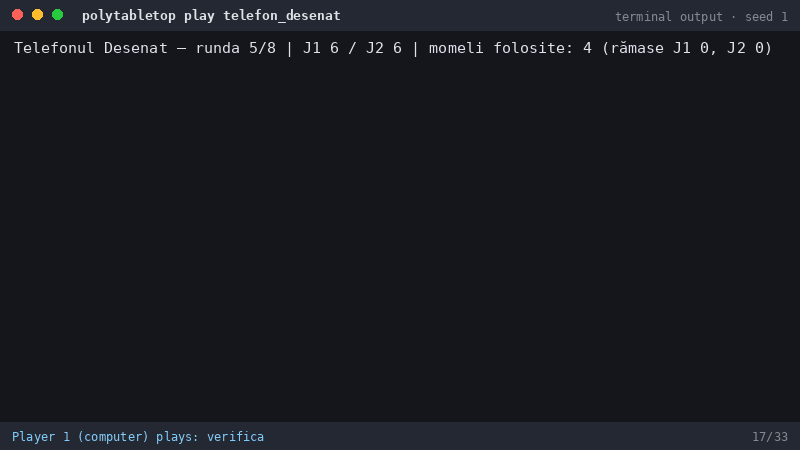 polytabletop play telefon_desenat
terminal output · seed 1
Telefonul Desenat — runda 5/8 | J1 6 / J2 6 | momeli folosite: 4 (rămase J1 0, J2 0)
Player 1 (computer) plays: verifica
17/33